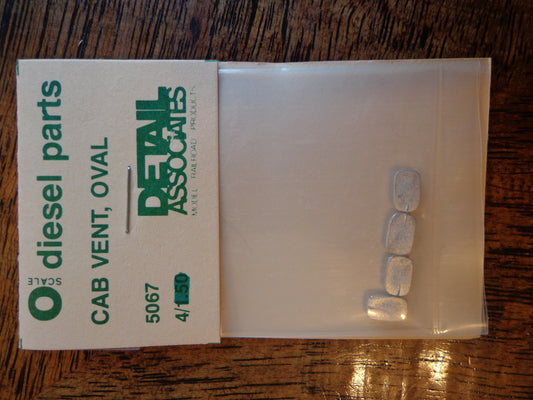 O SCALE diesel parts
CAB VENT, OVAL
DETAIL
ASSOCIATES
MODEL RAILROAD PRODUCTS
5067
4/1.50